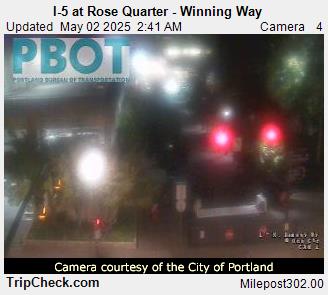 I-5 at Rose Quarter - Winning Way
Updated May 02 2025 2:41 AM Camera 4
PBOT
PORTLAND BUREAU OF TRANSPORTATION
Camera courtesy of the City of Portland
TripCheck.com Milepost302.00